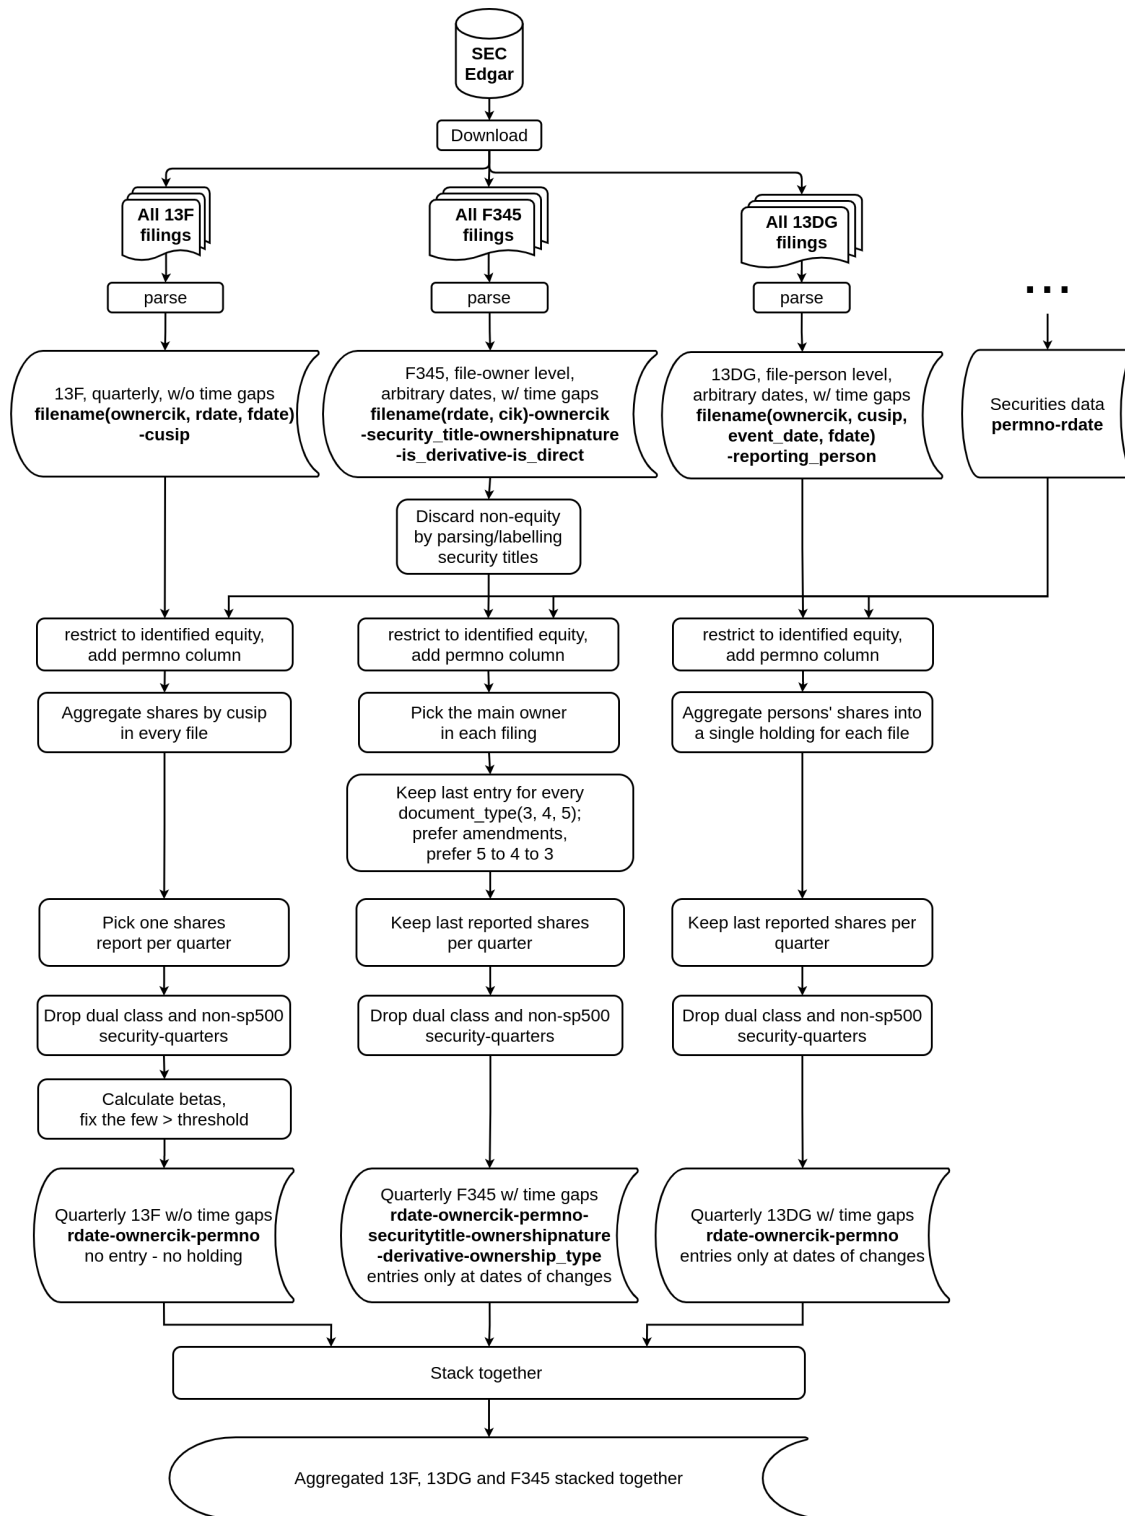 SEC
Edgar
Download
All 13F
filings
All F345
filings
All 13DG
filings
parse
parse
parse
...
13F, quarterly, w/o time gaps
filename(ownercik, rdate, fdate)
-cusip
F345, file-owner level,
arbitrary dates, w/ time gaps
filename(rdate, cik)-ownercik
-security_title-ownershipnature
-is_derivative-is_direct
13DG, file-person level,
arbitrary dates, w/ time gaps
filename(ownercik, cusip,
event_date, fdate)
-reporting_person
Securities data
permno-rdate
Discard non-equity
by parsing/labelling
security titles
restrict to identified equity,
add permno column
restrict to identified equity,
add permno column
restrict to identified equity,
add permno column
Aggregate shares by cusip
in every file
Pick the main owner
in each filing
Aggregate persons' shares into
a single holding for each file
Keep last entry for every
document_type(3, 4, 5);
prefer amendments,
prefer 5 to 4 to 3
Pick one shares
report per quarter
Keep last reported shares
per quarter
Keep last reported shares per
quarter
Drop dual class and non-sp500
security-quarters
Drop dual class and non-sp500
security-quarters
Drop dual class and non-sp500
security-quarters
Calculate betas,
fix the few > threshold
Quarterly 13F w/o time gaps
rdate-ownercik-permno
no entry - no holding
Quarterly F345 w/ time gaps
rdate-ownercik-permno-
securitytitle-ownershipnature
-derivative-ownership_type
entries only at dates of changes
Quarterly 13DG w/ time gaps
rdate-ownercik-permno
entries only at dates of changes
Stack together
Aggregated 13F, 13DG and F345 stacked together